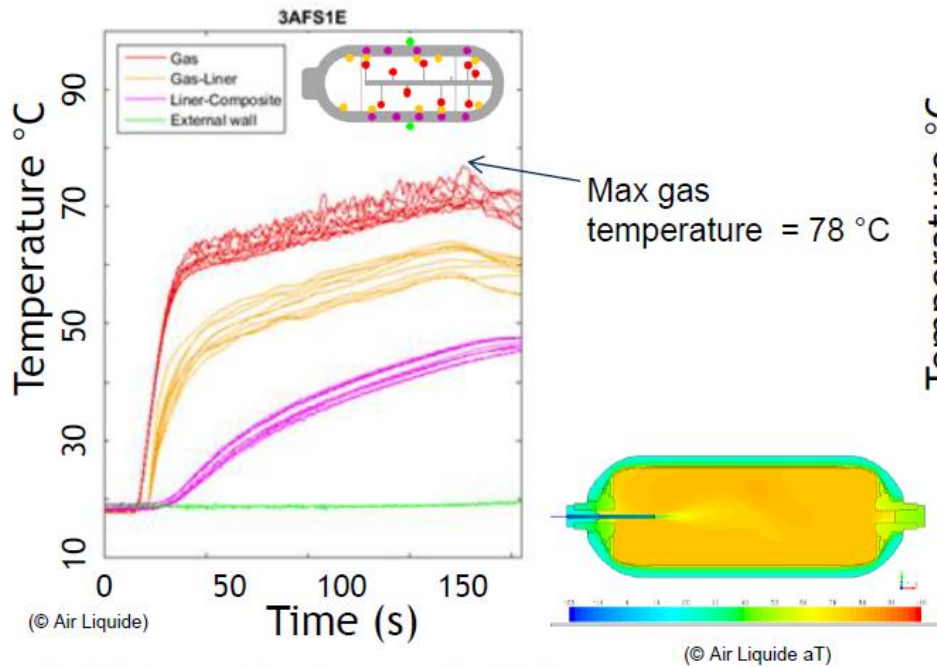 3AFS1E
Gas
Gas-Liner
Liner-Composite
External wall
Temperature °C
90
70
50
30
10
0
50
100
150
Time (s)
Max gas
temperature = 78 °C
Temperature °C
(© Air Liquide)
(© Air Liquide aT)